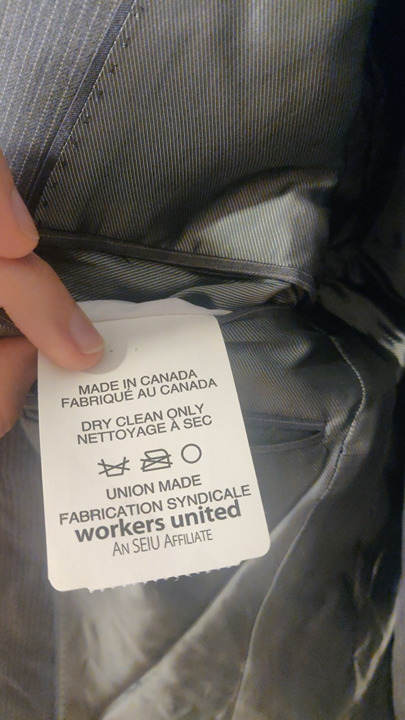 MADE IN CANADA
FABRIQUÉ AU CANADA
DRY CLEAN ONLY
NETTOYAGE À SEC
UNION MADE
FABRICATION SYNDICALE
workers united
AN SEIU AFFILIATE